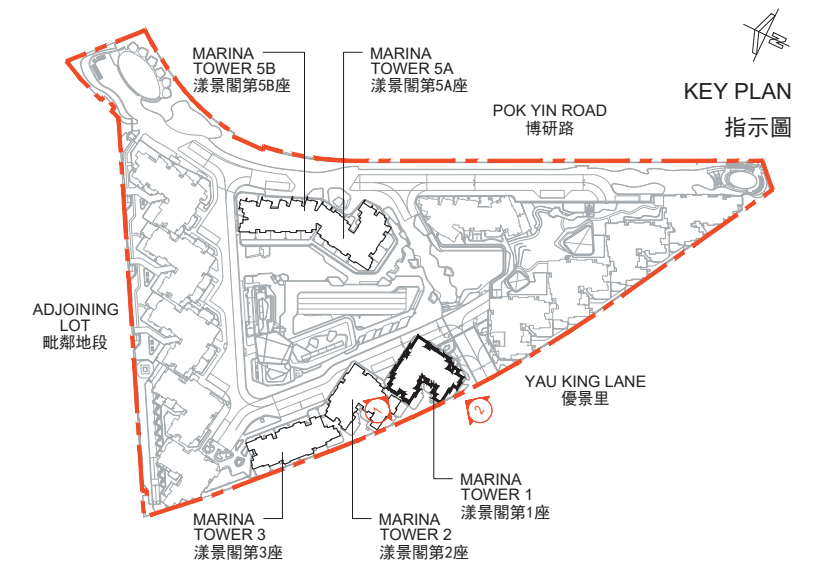 MARINA
TOWER 5B
漾景閣第5B座
MARINA
TOWER 5A
漾景閣第5A座
N
KEY PLAN
指示圖
POK YIN ROAD
博研路
ADJOINING
LOT
毗鄰地段
YAU KING LANE
優景里
1
2
MARINA
TOWER 1
漾景閣第1座
MARINA
TOWER 3
漾景閣第3座
MARINA
TOWER 2
漾景閣第2座